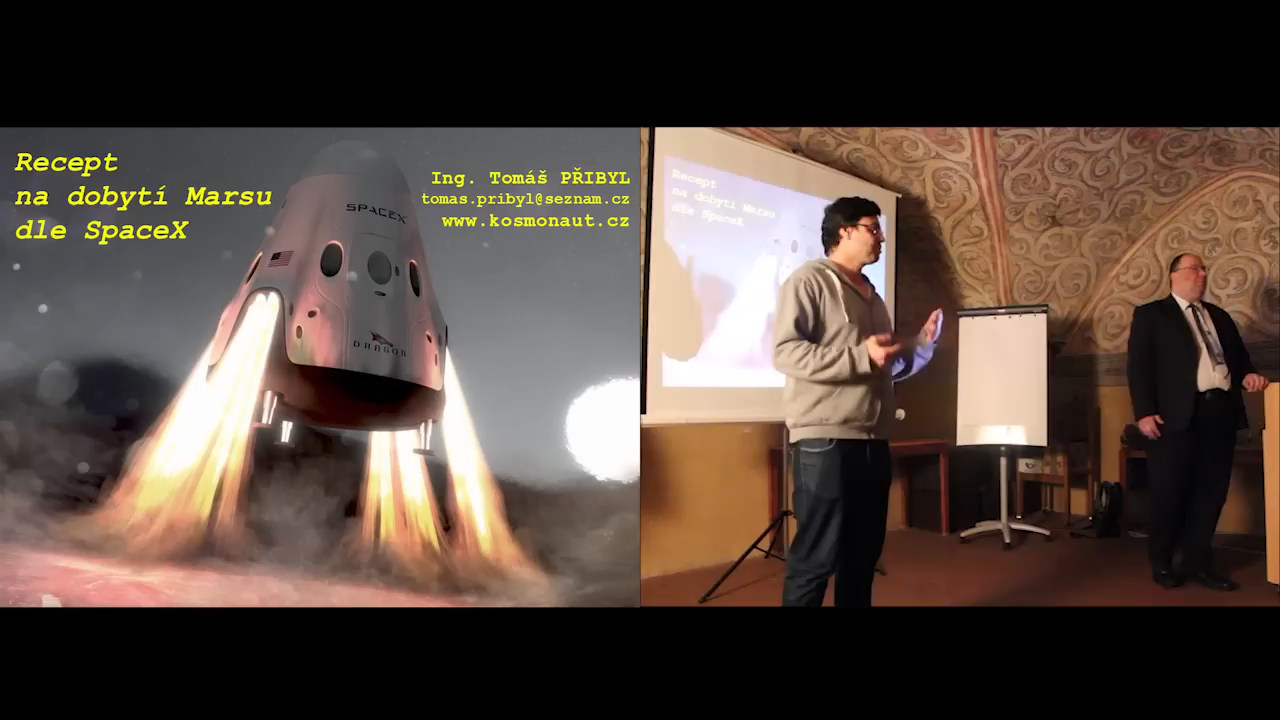 Recept
na dobytí Marsu
dle SpaceX
Ing. Tomáš PŘIBYL
tomas.pribyl@seznam.cz
www.kosmonaut.cz
SPACEX
DRAGON
Recept
na dobytí Marsu
dle SpaceX